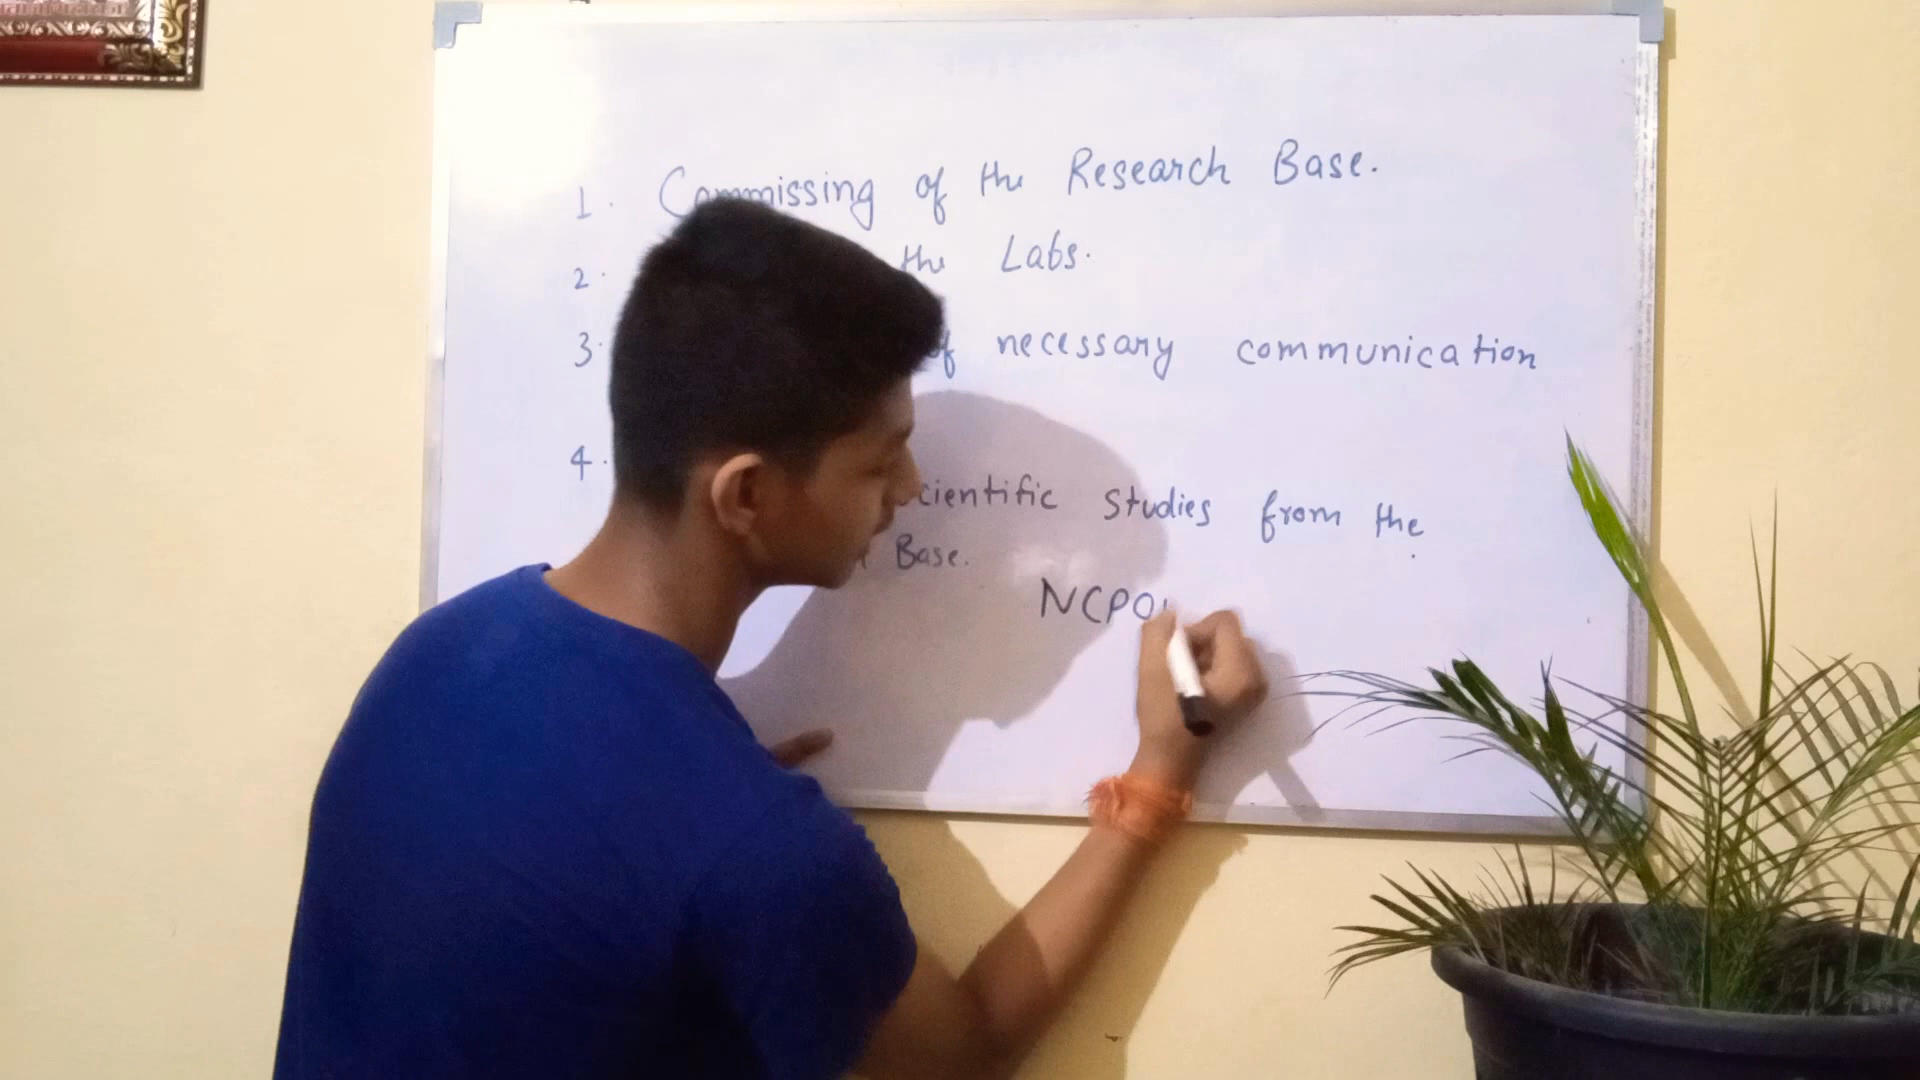 1. Commissing of the Research Base.
2. the Labs.
3. of necessary communication
4.
Scientific Studies from the
Base.
NCPO